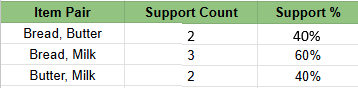 Item Pair Support Count Support %
Bread, Butter 2 40%
Bread, Milk 3 60%
Butter, Milk 2 40%